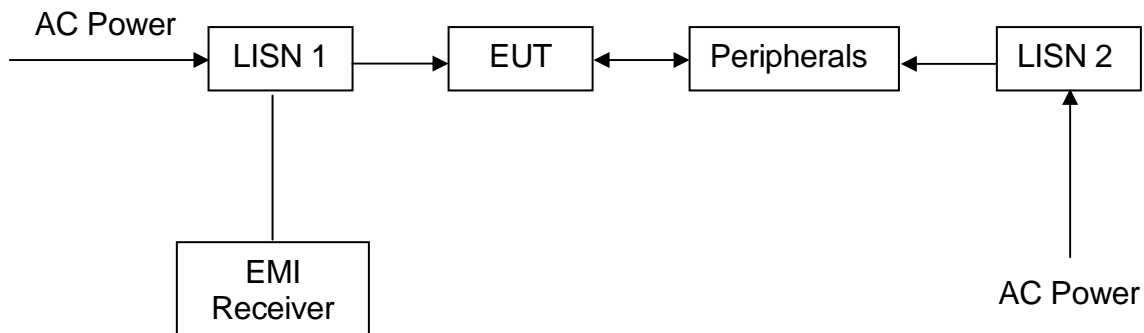 AC Power
LISN 1
EUT
Peripherals
LISN 2
EMI
Receiver
AC Power